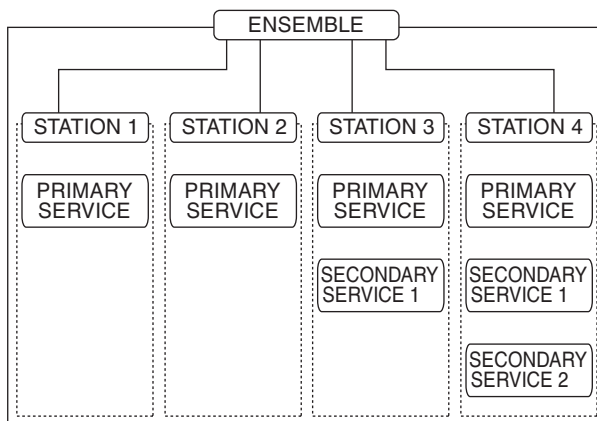 ENSEMBLE
STATION 1
STATION 2
STATION 3
STATION 4
PRIMARY
SERVICE
PRIMARY
SERVICE
PRIMARY
SERVICE
PRIMARY
SERVICE
SECONDARY
SERVICE 1
SECONDARY
SERVICE 1
SECONDARY
SERVICE 2